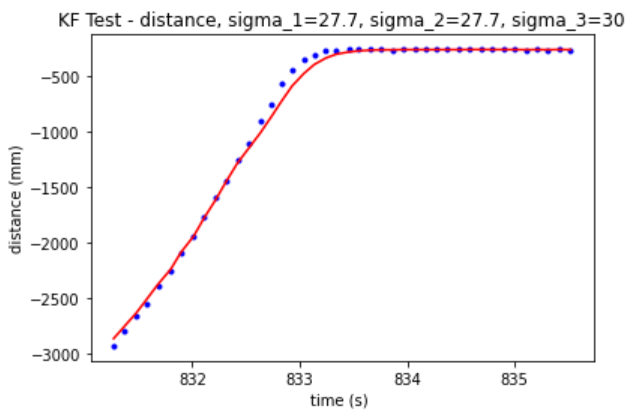 KF Test - distance, sigma_1=27.7, sigma_2=27.7, sigma_3=30
−500
−1000
−1500
−2000
−2500
−3000
distance (mm)
832 833 834 835
time (s)